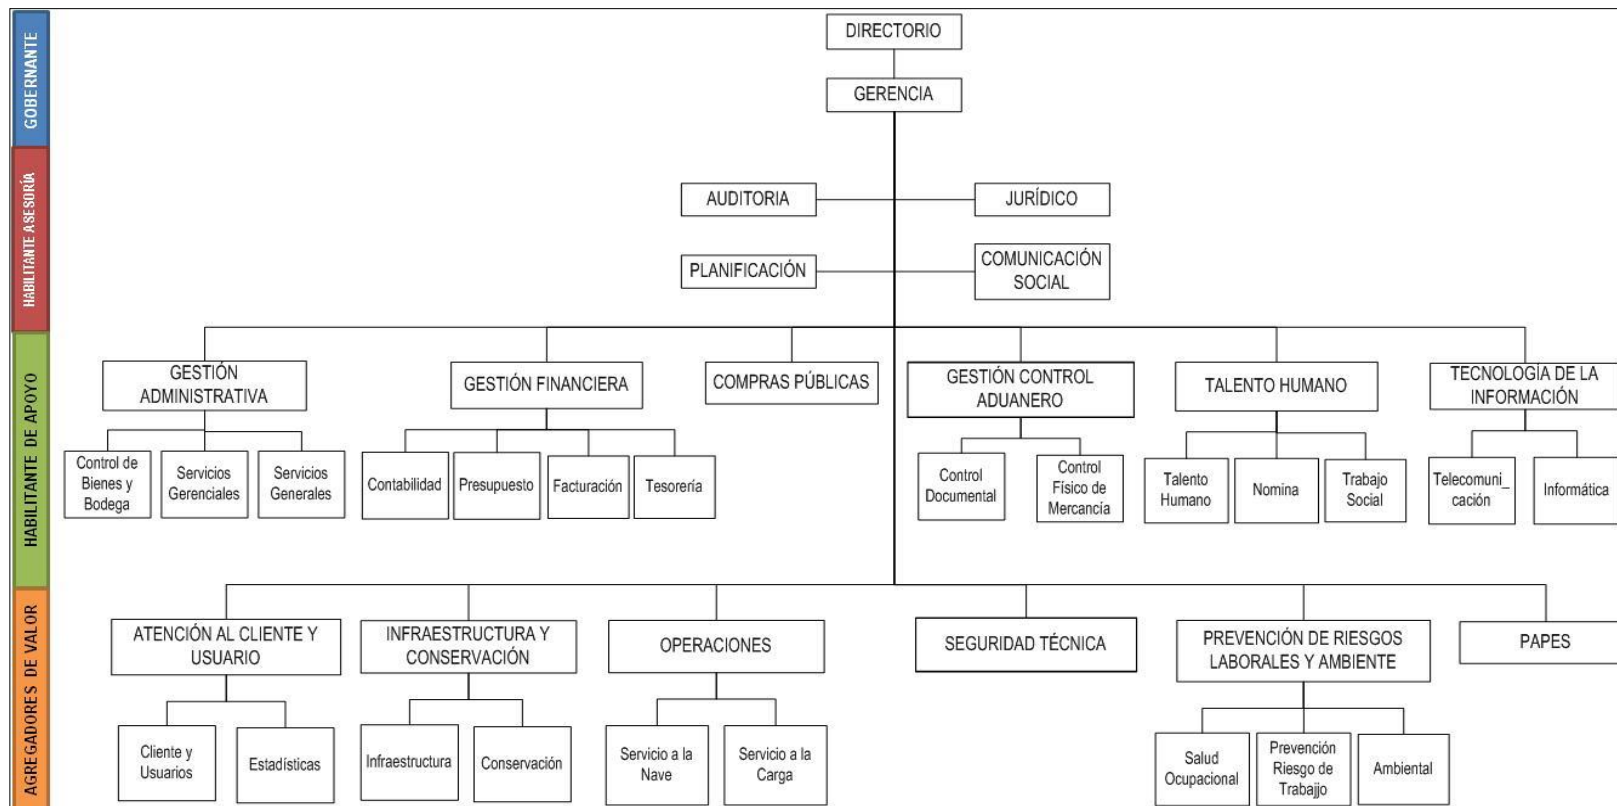 GOBERNANTE
DIRECTORIO
GERENCIA
HABILITANTE ASESORÍA
AUDITORIA
JURÍDICO
PLANIFICACIÓN
COMUNICACIÓN
SOCIAL
HABILITANTE DE APOYO
GESTIÓN
ADMINISTRATIVA
GESTIÓN FINANCIERA
COMPRAS PÚBLICAS
GESTIÓN CONTROL
ADUANERO
TALENTO HUMANO
TECNOLOGÍA DE LA
INFORMACIÓN
Control de
Bienes y
Bodega
Servicios
Gerenciales
Servicios
Generales
Contabilidad
Presupuesto
Facturación
Tesorería
Control
Documental
Control
Físico de
Mercancía
Talento
Humano
Nomina
Trabajo
Social
Telecomuni_
cación
Informática
AGREGADORES DE VALOR
ATENCIÓN AL CLIENTE Y
USUARIO
INFRAESTRUCTURA Y
CONSERVACIÓN
OPERACIONES
SEGURIDAD TÉCNICA
PREVENCIÓN DE RIESGOS
LABORALES Y AMBIENTE
PAPES
Cliente y
Usuarios
Estadísticas
Infraestructura
Conservación
Servicio a la
Nave
Servicio a la
Carga
Salud
Ocupacional
Prevención
Riesgo de
Trabajjo
Ambiental